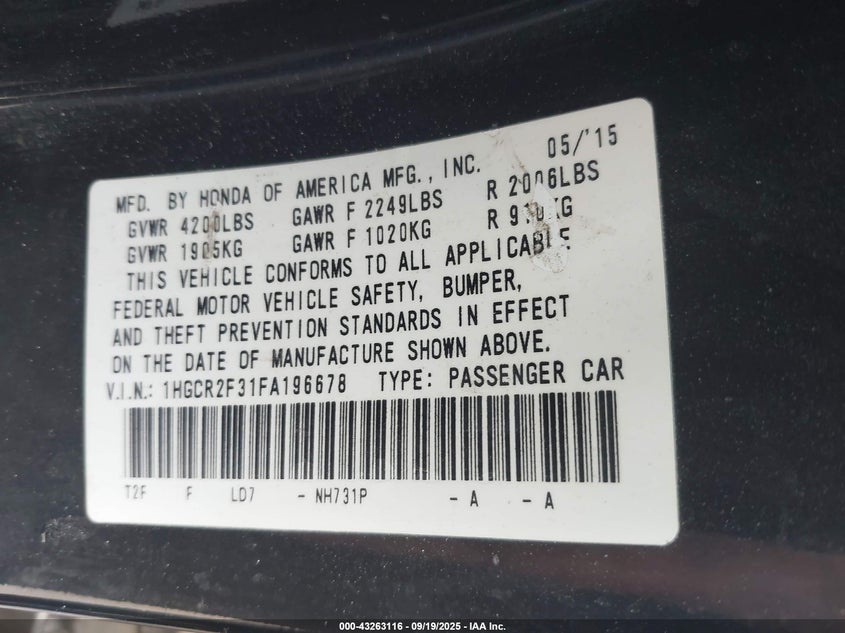 05/'15
MFD. BY HONDA OF AMERICA MFG., INC.
GVWR 4200LBS GAWR F 2249LBS R 2006LBS
GVWR 1905KG GAWR F 1020KG R 910KG
THIS VEHICLE CONFORMS TO ALL APPLICABLE
FEDERAL MOTOR VEHICLE SAFETY, BUMPER,
AND THEFT PREVENTION STANDARDS IN EFFECT
ON THE DATE OF MANUFACTURE SHOWN ABOVE.
V.I.N.: 1HGCR2F31FA196678 TYPE: PASSENGER CAR
T2F F LD7 - NH731P - A - A
000-43263116 - 09/19/2025 - IAA Inc.